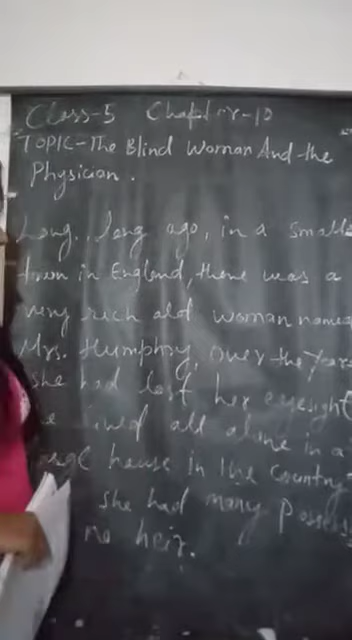 Class-5 Chapter-10
TOPIC-The Blind Woman And the
Physician.
Long, long ago, in a small
town in England, there was a
very rich old woman named
Mrs. Humphry, over the years
she had lost her eyesight
lived all alone in a
house in the Country
she had many Possess
no heir.